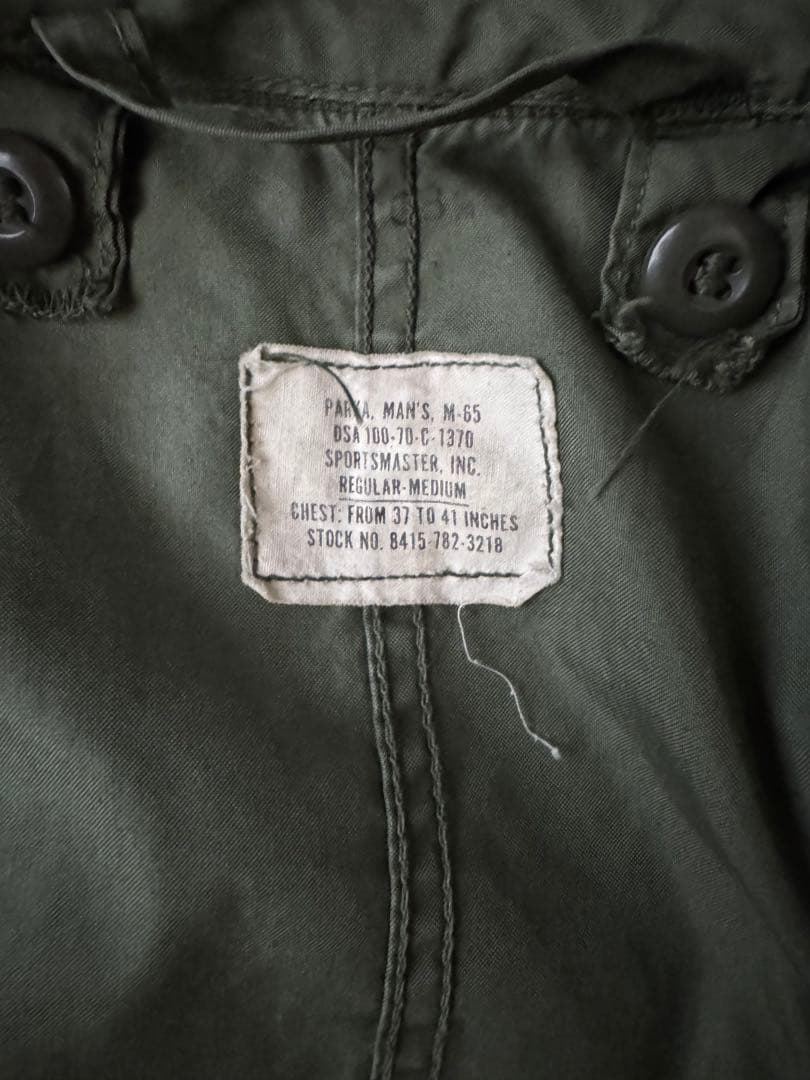 PARKA, MAN'S, M-65
DSA 100-70-C-1370
SPORTSMASTER, INC.
REGULAR-MEDIUM
CHEST: FROM 37 TO 41 INCHES
STOCK NO. 8415-782-3218